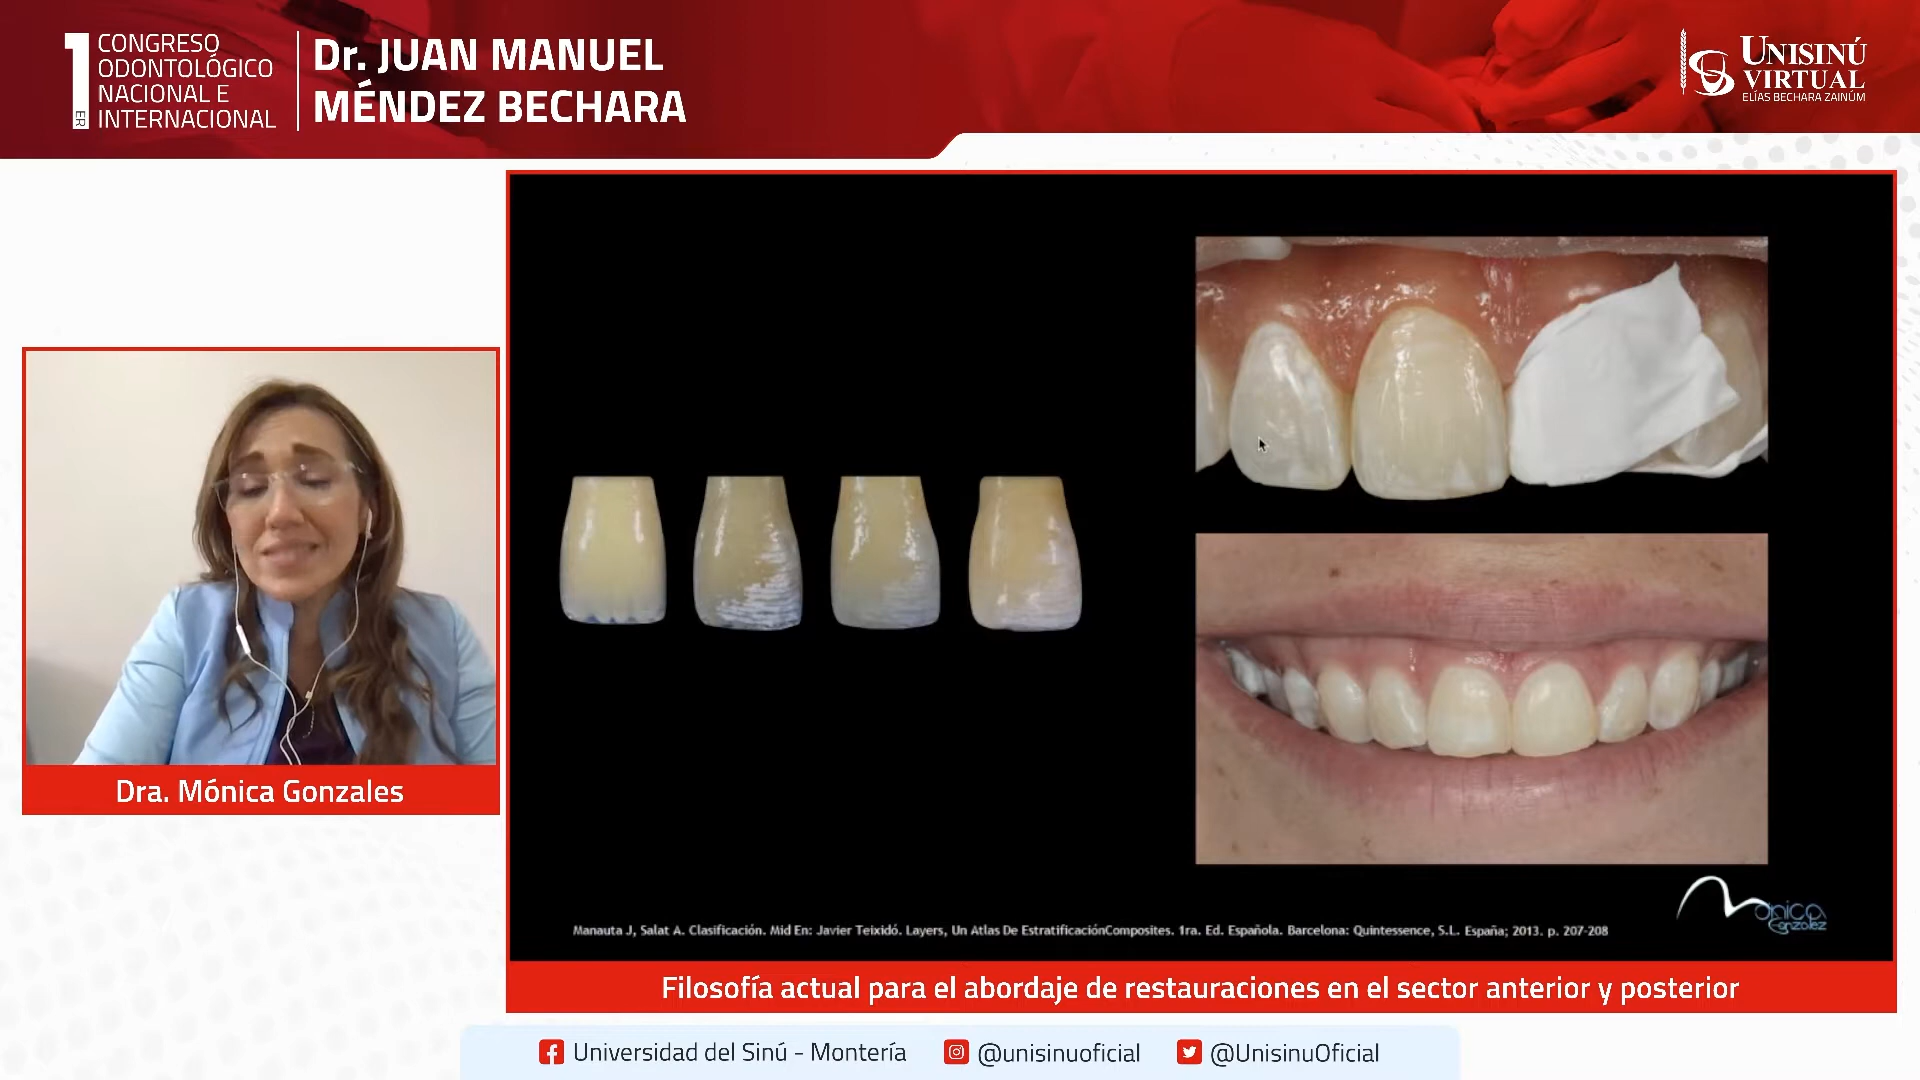 1ER
CONGRESO
ODONTOLÓGICO
NACIONAL E
INTERNACIONAL
Dr. JUAN MANUEL
MÉNDEZ BECHARA
UNISINÚ
VIRTUAL
ELÍAS BECHARA ZAINÚM
Dra. Mónica Gonzales
Manauta J, Salat A. Clasificación. Mid En: Javier Teixidó. Layers, Un Atlas De EstratificaciónComposites. 1ra. Ed. Española. Barcelona: Quintessence, S.L. España; 2013. p. 207-208
Mónica
González
Filosofía actual para el abordaje de restauraciones en el sector anterior y posterior
Universidad del Sinú - Montería
@unisinuoficial
@UnisinuOficial